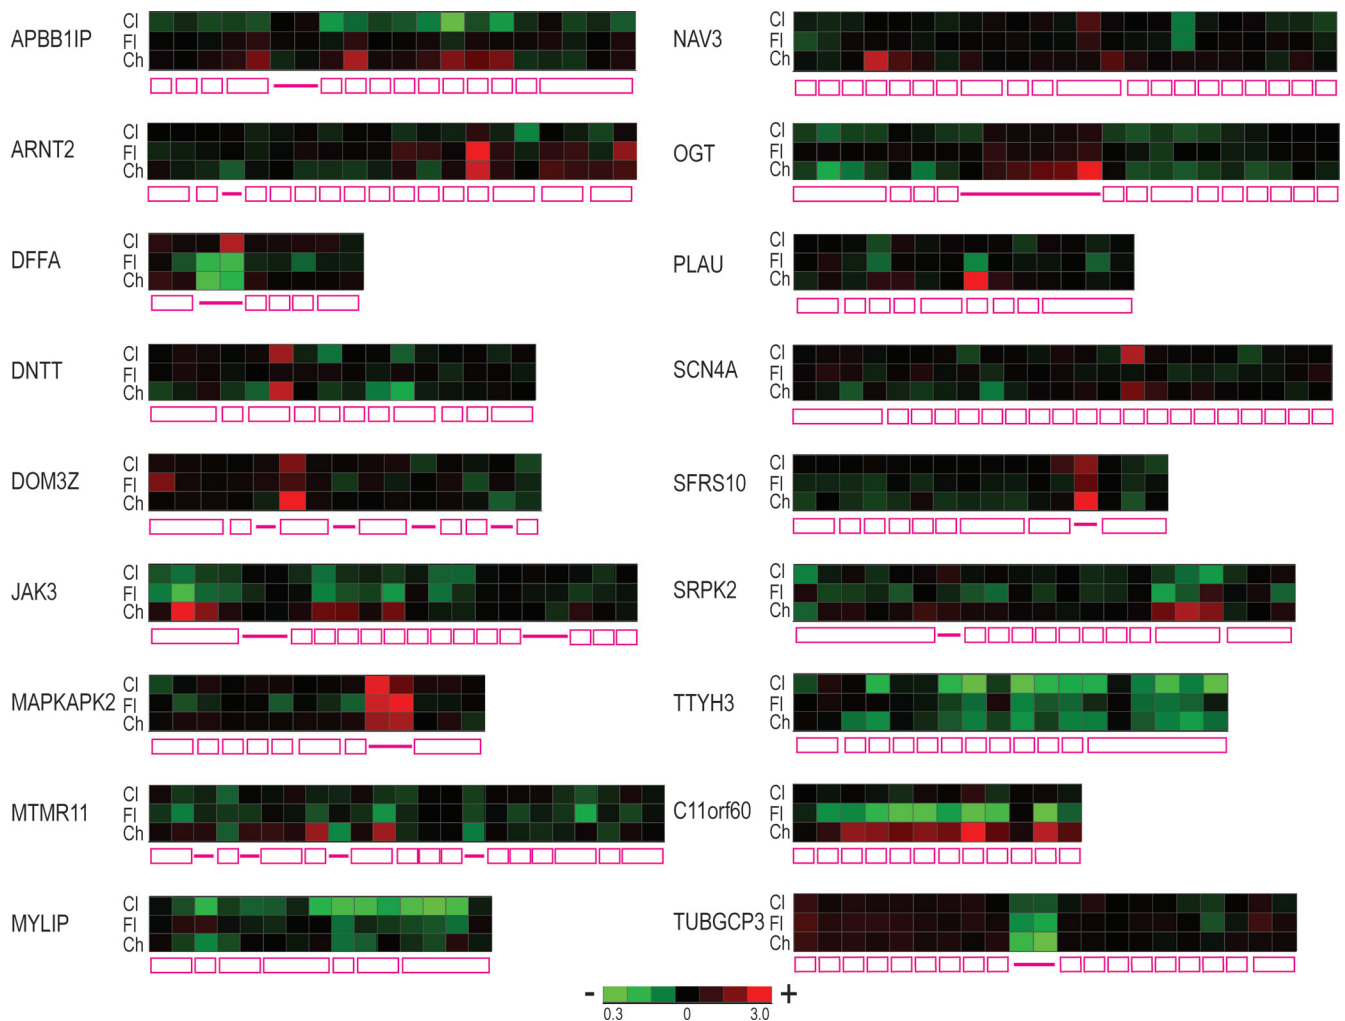 APBB1IP
Cl
Fl
Ch
ARNT2
Cl
Fl
Ch
DFFA
Cl
Fl
Ch
DNTT
Cl
Fl
Ch
DOM3Z
Cl
Fl
Ch
JAK3
Cl
Fl
Ch
MAPKAPK2
Cl
Fl
Ch
MTMR11
Cl
Fl
Ch
MYLIP
Cl
Fl
Ch
NAV3
Cl
Fl
Ch
OGT
Cl
Fl
Ch
PLAU
Cl
Fl
Ch
SCN4A
Cl
Fl
Ch
SFRS10
Cl
Fl
Ch
SRPK2
Cl
Fl
Ch
TTYH3
Cl
Fl
Ch
C11orf60
Cl
Fl
Ch
TUBGCP3
Cl
Fl
Ch
- +
0.3 0 3.0